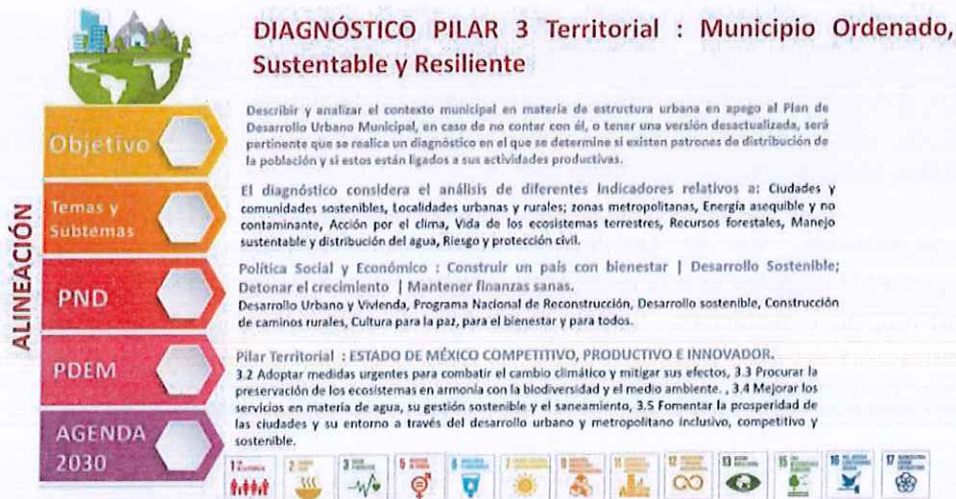 DIAGNÓSTICO PILAR 3 Territorial : Municipio Ordenado,
Sustentable y Resiliente
Describir y analizar el contexto municipal en materia de estructura urbana en apego al Plan de
Desarrollo Urbano Municipal, en caso de no contar con él, o tener una versión desactualizada, será
pertinente que se realice un diagnóstico en el que se determine si existen patrones de distribución de
la población y si estos están ligados a sus actividades productivas.
Objetivo
El diagnóstico considera el análisis de diferentes indicadores relativos a: Ciudades y
comunidades sostenibles, Localidades urbanas y rurales; zonas metropolitanas, Energía asequible y no
contaminante, Acción por el clima, Vida de los ecosistemas terrestres, Recursos forestales, Manejo
sustentable y distribución del agua, Riesgo y protección civil.
Temas y
Subtemas
ALINEACIÓN
Política Social y Económico : Construir un país con bienestar | Desarrollo Sostenible;
Detonar el crecimiento | Mantener finanzas sanas.
Desarrollo Urbano y Vivienda, Programa Nacional de Reconstrucción, Desarrollo sostenible, Construcción
de caminos rurales, Cultura para la paz, para el bienestar y para todos.
PND
Pilar Territorial : ESTADO DE MÉXICO COMPETITIVO, PRODUCTIVO E INNOVADOR.
3.2 Adoptar medidas urgentes para combatir el cambio climático y mitigar sus efectos, 3.3 Procurar la
preservación de los ecosistemas en armonía con la biodiversidad y el medio ambiente. , 3.4 Mejorar los
servicios en materia de agua, su gestión sostenible y el saneamiento, 3.5 Fomentar la prosperidad de
las ciudades y su entorno a través del desarrollo urbano y metropolitano inclusivo, competitivo y
sostenible.
PDEM
AGENDA
2030
1 2 3 5 6 7 9 11 12 13 15 16 17